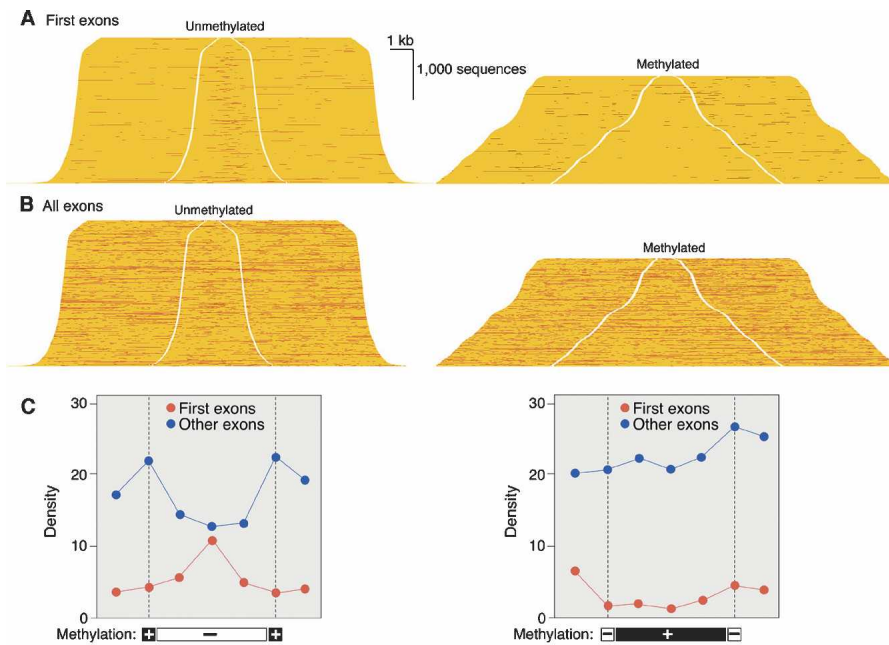 A First exons
Unmethylated
1 kb
1,000 sequences
Methylated
B All exons
Unmethylated
Methylated
C
30
20
10
0
Density
First exons
Other exons
Methylation: + − +
30
20
10
0
Density
First exons
Other exons
Methylation: − + −